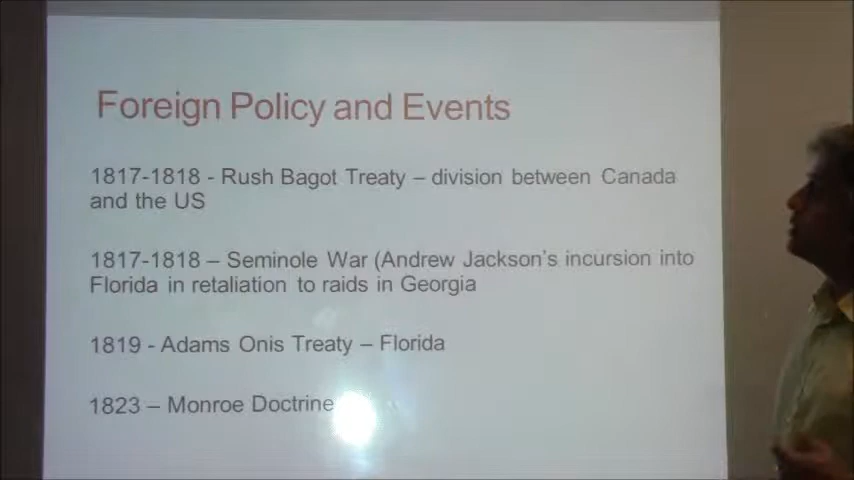 Foreign Policy and Events
1817-1818 - Rush Bagot Treaty – division between Canada
and the US
1817-1818 – Seminole War (Andrew Jackson's incursion into
Florida in retaliation to raids in Georgia
1819 - Adams Onis Treaty – Florida
1823 – Monroe Doctrine